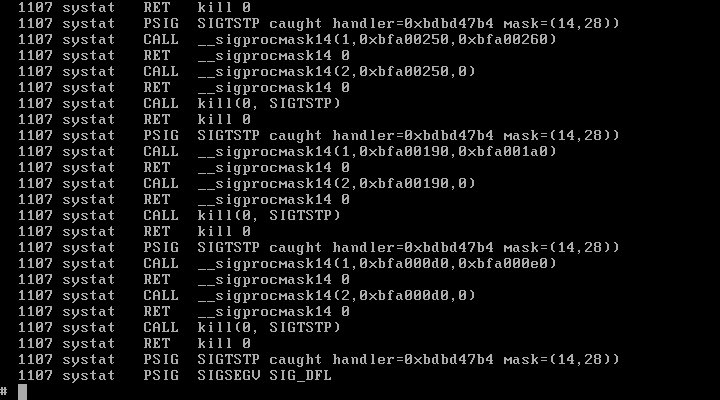 1107 systat   RET   kill 0
1107 systat   PSIG  SIGTSTP caught handler=0xbdbd47b4 mask=(14,28))
1107 systat   CALL  __sigprocmask14(1,0xbfa00250,0xbfa00260)
1107 systat   RET   __sigprocmask14 0
1107 systat   CALL  __sigprocmask14(2,0xbfa00250,0)
1107 systat   RET   __sigprocmask14 0
1107 systat   CALL  kill(0, SIGTSTP)
1107 systat   RET   kill 0
1107 systat   PSIG  SIGTSTP caught handler=0xbdbd47b4 mask=(14,28))
1107 systat   CALL  __sigprocmask14(1,0xbfa00190,0xbfa001a0)
1107 systat   RET   __sigprocmask14 0
1107 systat   CALL  __sigprocmask14(2,0xbfa00190,0)
1107 systat   RET   __sigprocmask14 0
1107 systat   CALL  kill(0, SIGTSTP)
1107 systat   RET   kill 0
1107 systat   PSIG  SIGTSTP caught handler=0xbdbd47b4 mask=(14,28))
1107 systat   CALL  __sigprocmask14(1,0xbfa000d0,0xbfa000e0)
1107 systat   RET   __sigprocmask14 0
1107 systat   CALL  __sigprocmask14(2,0xbfa000d0,0)
1107 systat   RET   __sigprocmask14 0
1107 systat   CALL  kill(0, SIGTSTP)
1107 systat   RET   kill 0
1107 systat   PSIG  SIGTSTP caught handler=0xbdbd47b4 mask=(14,28))
1107 systat   PSIG  SIGSEGV SIG_DFL
#